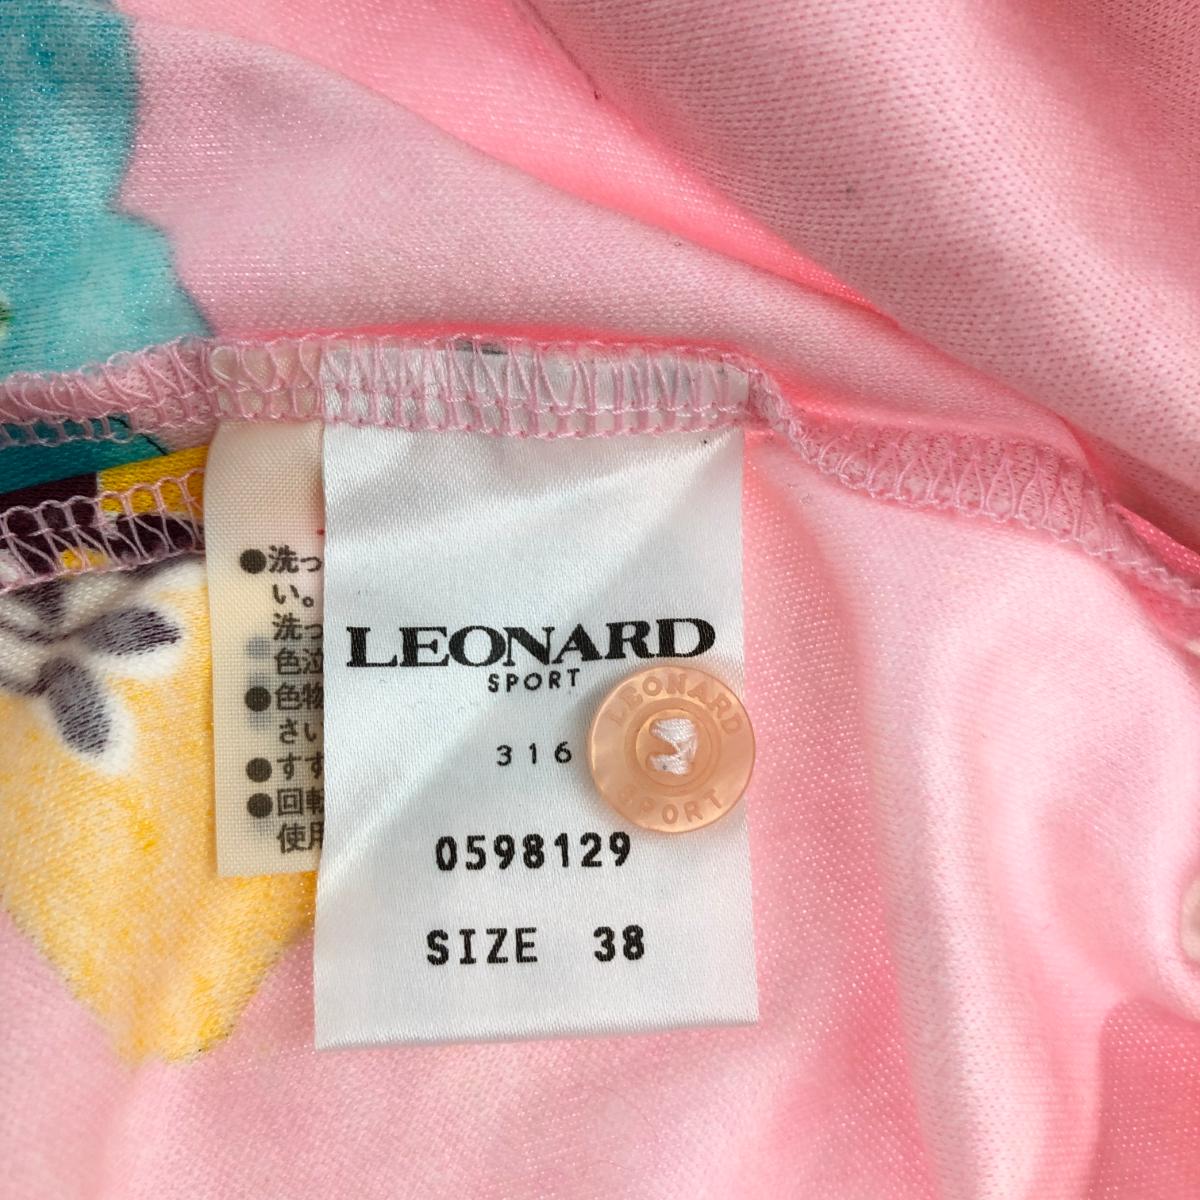 LEONARD
SPORT
316
0598129
SIZE 38
LEONARD
SPORT
●洗っ
い。
洗っ
色泣
●色物
さい
●すす
●回転
使用